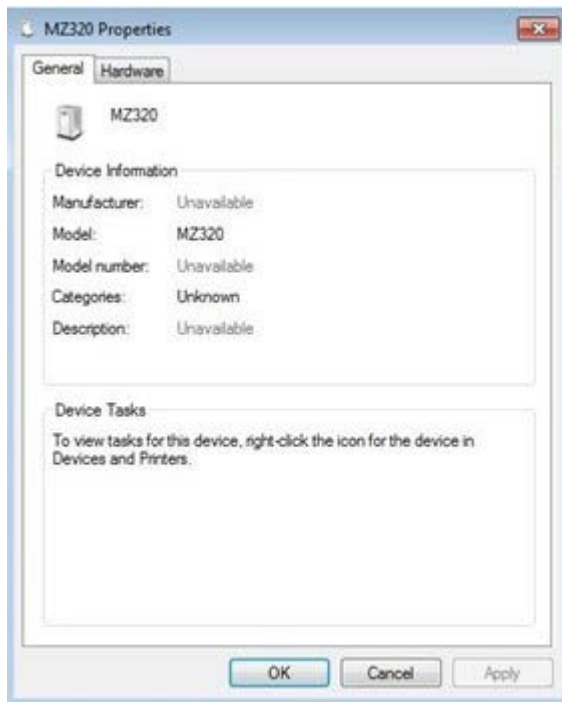 MZ320 Properties
General Hardware
MZ320
Device Information
Manufacturer: Unavailable
Model: MZ320
Model number: Unavailable
Categories: Unknown
Description: Unavailable
Device Tasks
To view tasks for this device, right-click the icon for the device in
Devices and Printers.
OK Cancel Apply